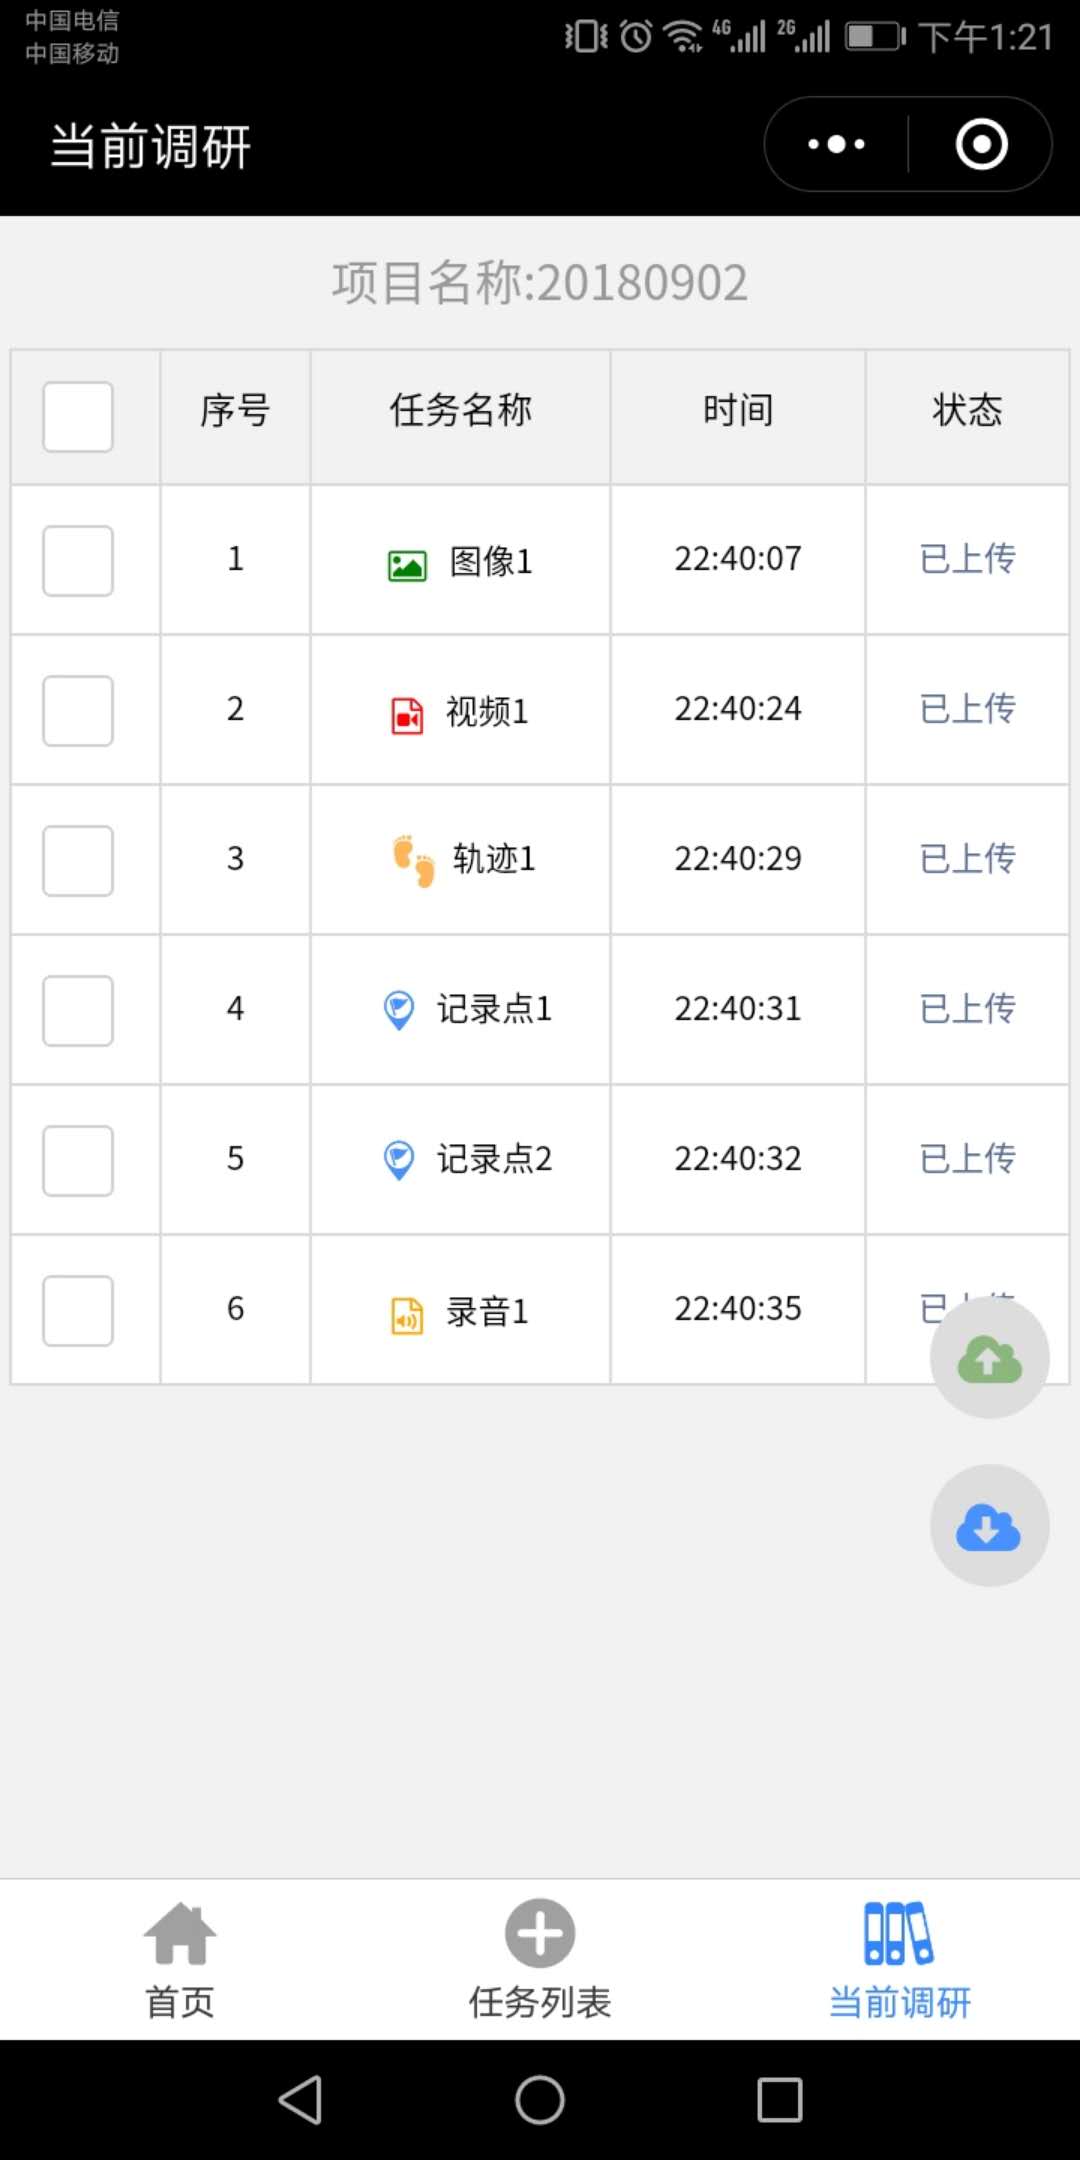 中国电信
中国移动
4G 2G 下午1:21
当前调研
项目名称:20180902
序号 任务名称 时间 状态
1 图像1 22:40:07 已上传
2 视频1 22:40:24 已上传
3 轨迹1 22:40:29 已上传
4 记录点1 22:40:31 已上传
5 记录点2 22:40:32 已上传
6 录音1 22:40:35 已上传
首页 任务列表 当前调研